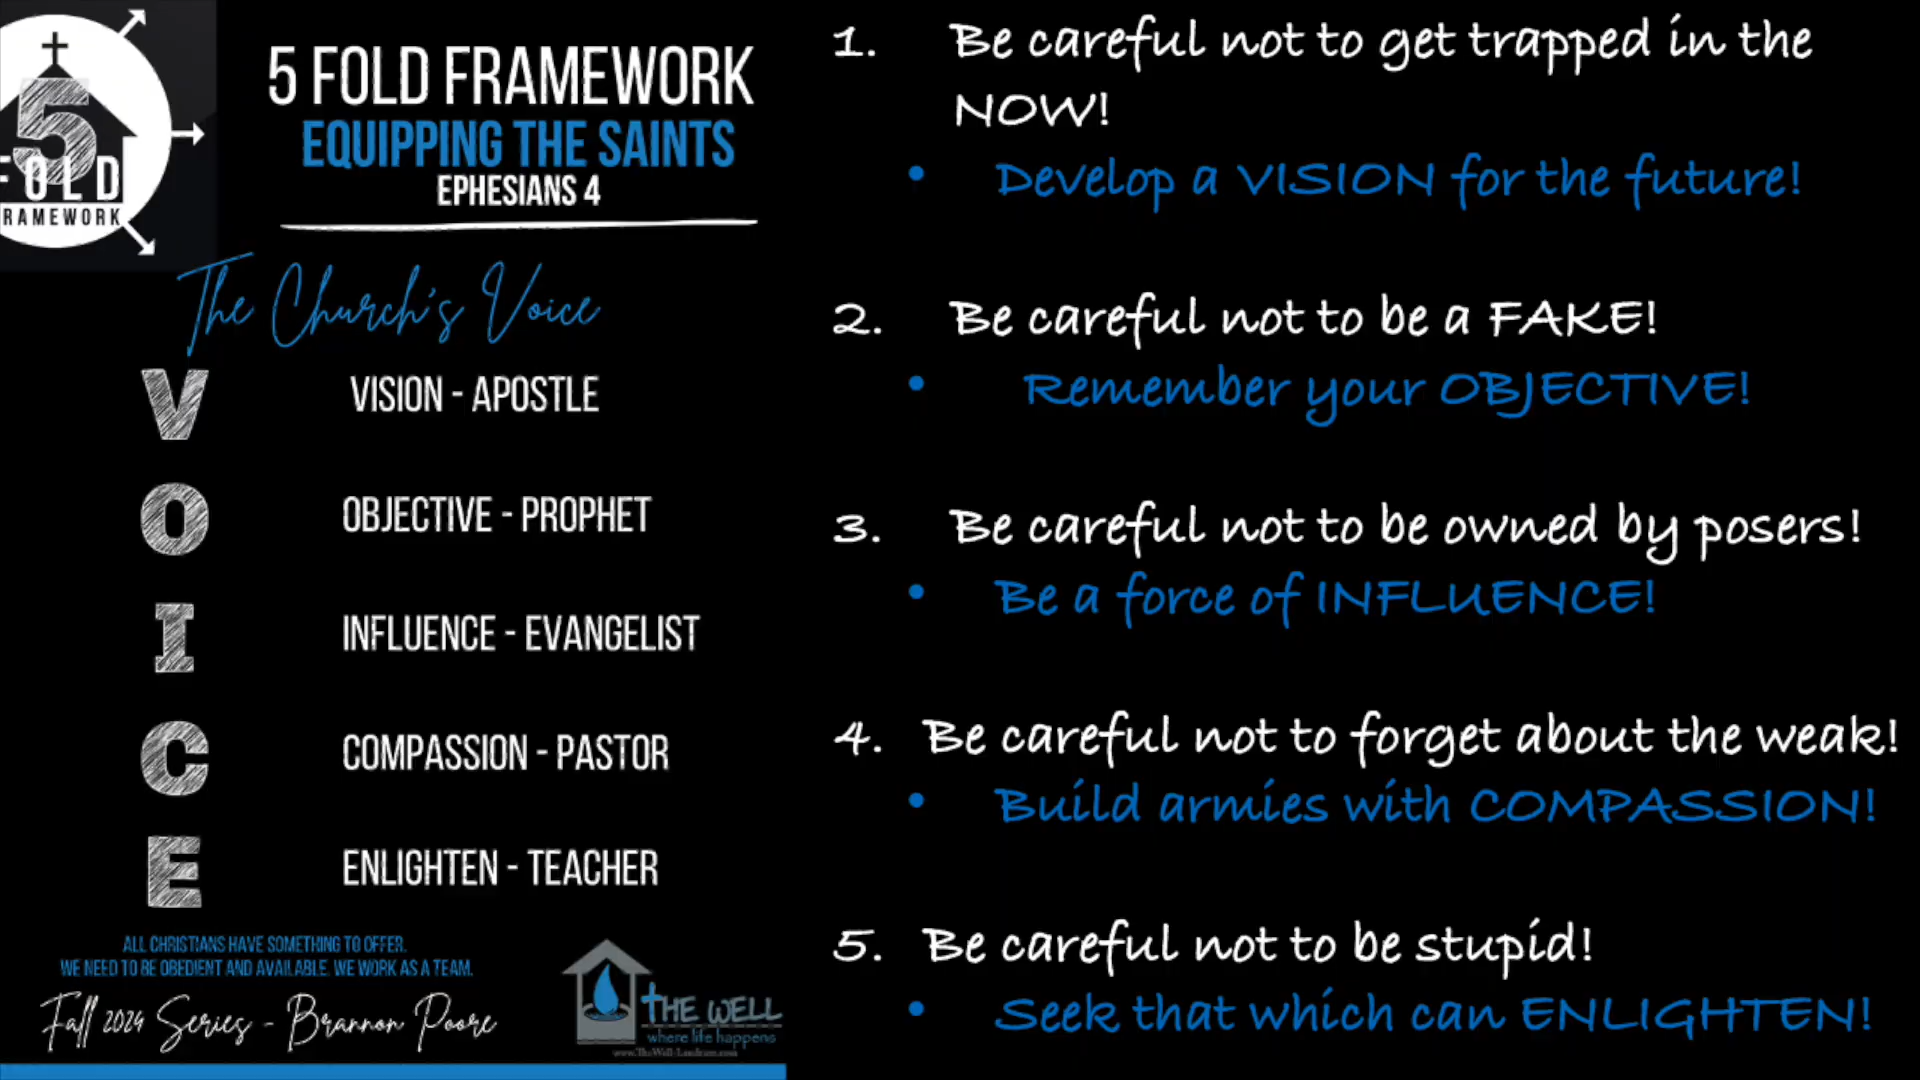 5
FOLD
RAMEWORK
5 FOLD FRAMEWORK
EQUIPPING THE SAINTS
EPHESIANS 4
The Church's Voice
V VISION - APOSTLE
O OBJECTIVE - PROPHET
I INFLUENCE - EVANGELIST
C COMPASSION - PASTOR
E ENLIGHTEN - TEACHER
ALL CHRISTIANS HAVE SOMETHING TO OFFER.
WE NEED TO BE OBEDIENT AND AVAILABLE. WE WORK AS A TEAM.
Fall 2024 Series - Brannon Poore
THE WELL
where life happens
1. Be careful not to get trapped in the
NOW!
• Develop a VISION for the future!
2. Be careful not to be a FAKE!
• Remember your OBJECTIVE!
3. Be careful not to be owned by posers!
• Be a force of INFLUENCE!
4. Be careful not to forget about the weak!
• Build armies with COMPASSION!
5. Be careful not to be stupid!
• Seek that which can ENLIGHTEN!